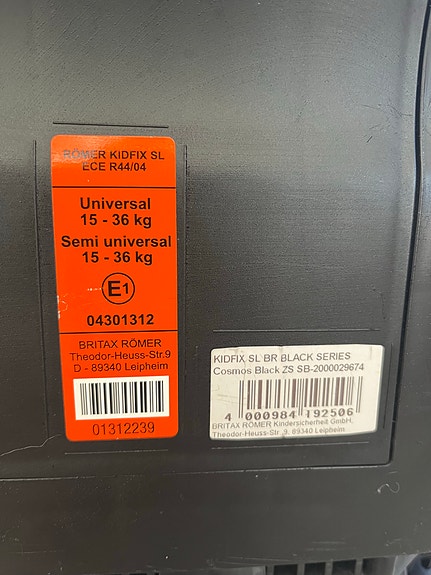 RÖMER KIDFIX SL
ECE R44/04
Universal
15 - 36 kg
Semi universal
15 - 36 kg
E1
04301312
BRITAX RÖMER
Theodor-Heuss-Str.9
D - 89340 Leipheim
01312239
KIDFIX SL BR BLACK SERIES
Cosmos Black ZS SB-2000029674
4 000984 192506
BRITAX RÖMER Kindersicherheit GmbH,
Theodor-Heuss-Str.,9, 89340 Leipheim